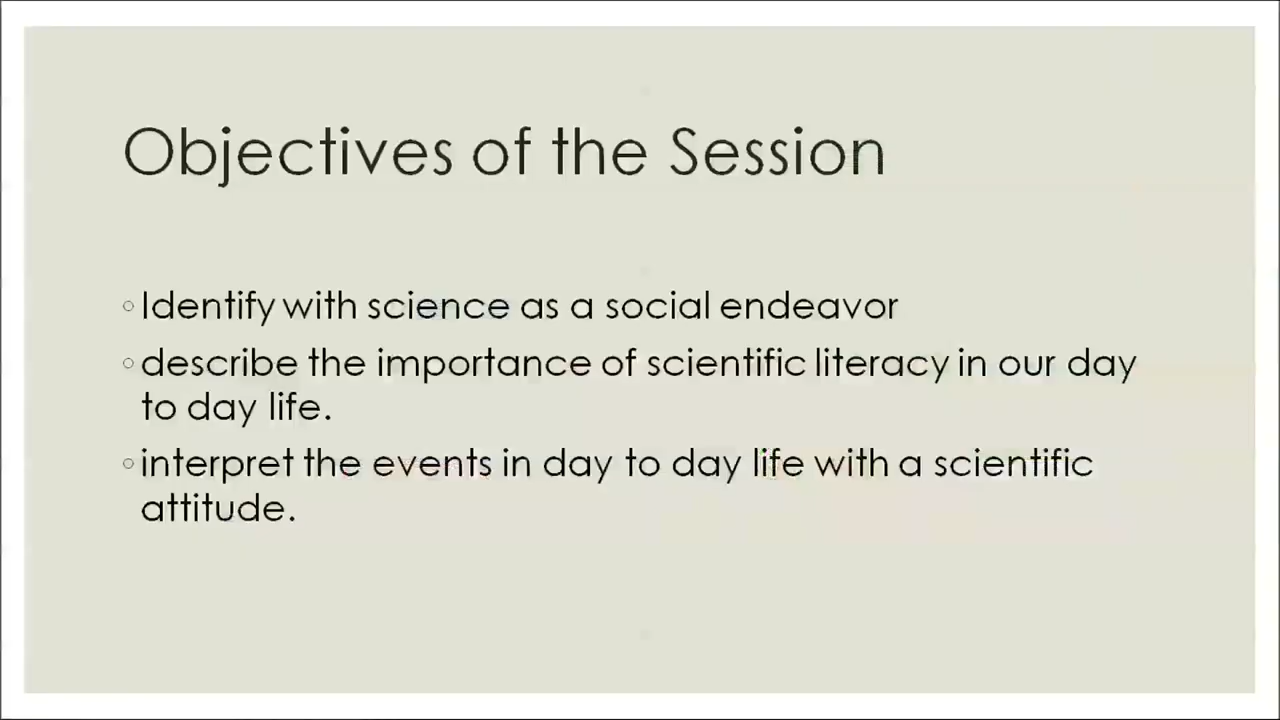 Objectives of the Session
◦Identify with science as a social endeavor
◦describe the importance of scientific literacy in our day
to day life.
◦interpret the events in day to day life with a scientific
attitude.